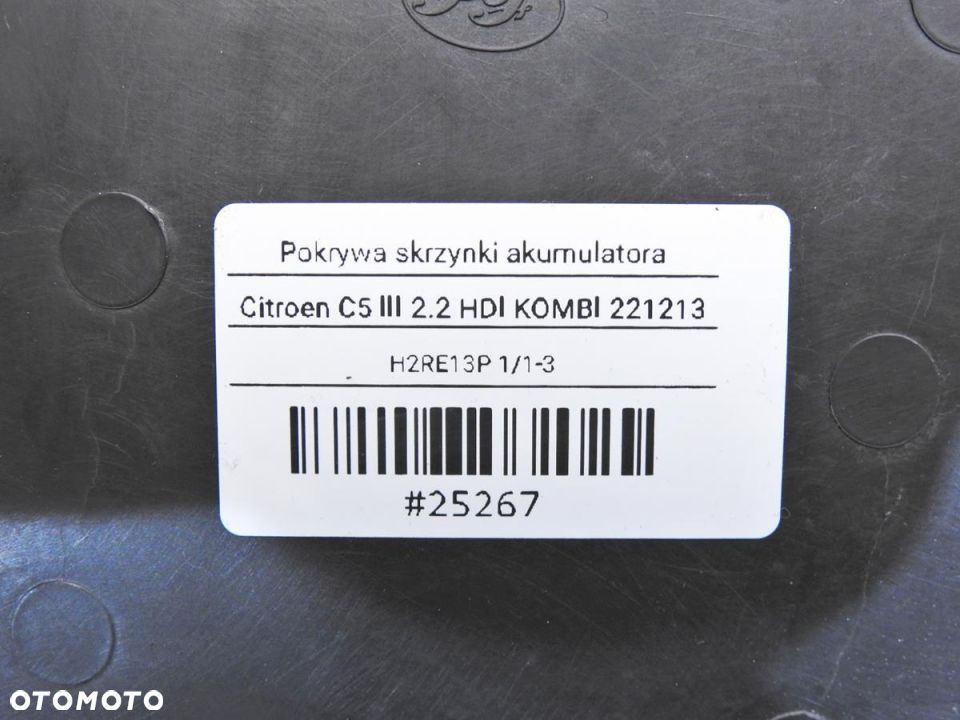 Pokrywa skrzynki akumulatora
Citroen C5 III 2.2 HDI KOMBI 221213
H2RE13P 1/1-3
#25267
OTOMOTO